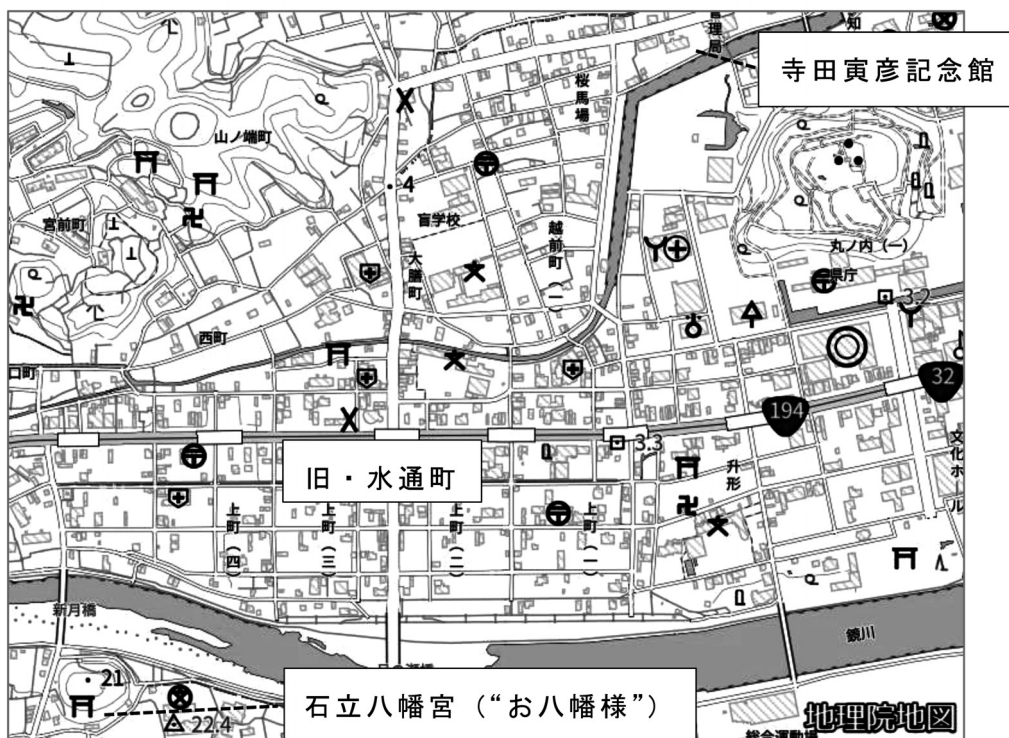 管理局
知
寺田寅彦記念館
桜馬場
山ノ端町
4
宮前町
盲学校
越前町(一)
大膳町
丸ノ内(一)
県庁
3.2
西町
口町
32
194
旧・水通町
3.3
升形
文化ホール
上町(四)
上町(三)
上町(二)
上町(一)
新月橋
鏡川
21
石立八幡宮(“お八幡様”)
22.4
総合運動場
地理院地図